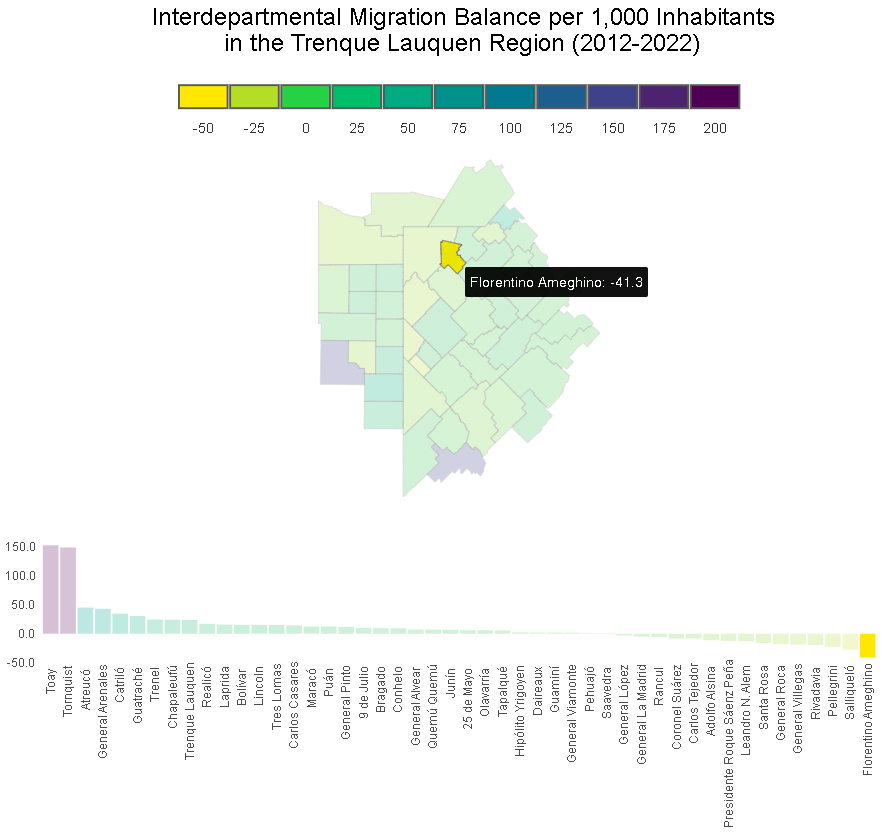 Interdepartmental Migration Balance per 1,000 Inhabitants
in the Trenque Lauquen Region (2012-2022)
-50 -25 0 25 50 75 100 125 150 175 200
Florentino Ameghino: -41.3
150.0
100.0
50.0
0.0
-50.0
Toay
Tornquist
Atreucó
General Arenales
Catriló
Guatraché
Trenel
Chapaleufú
Trenque Lauquen
Realicó
Laprida
Bolívar
Lincoln
Tres Lomas
Carlos Casares
Maracó
Puán
General Pinto
9 de Julio
Bragado
Conhelo
General Alvear
Quemú Quemú
Junín
25 de Mayo
Olavarría
Tapalqué
Hipólito Yrigoyen
Daireaux
Guaminí
General Viamonte
Pehuajó
Saavedra
General López
General La Madrid
Rancul
Coronel Suárez
Carlos Tejedor
Adolfo Alsina
Presidente Roque Sáenz Peña
Leandro N. Alem
Santa Rosa
General Roca
General Villegas
Rivadavia
Pellegrini
Salliqueló
Florentino Ameghino